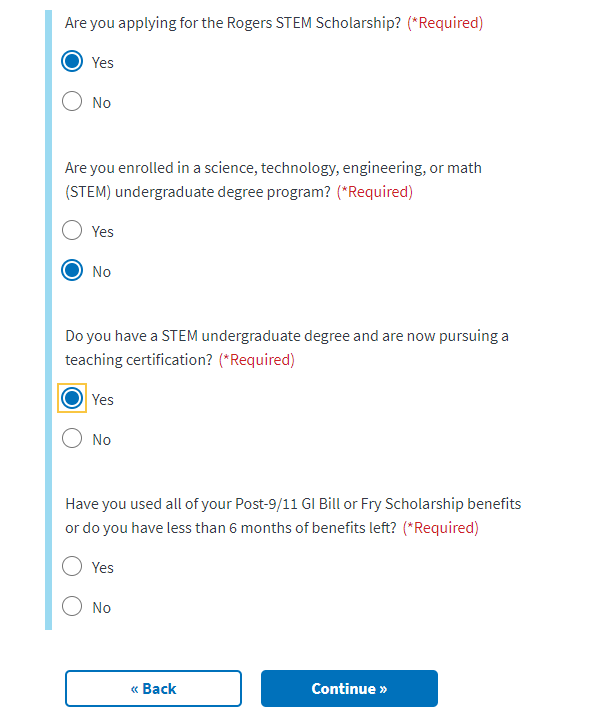 Are you applying for the Rogers STEM Scholarship? (*Required)
Yes
No
Are you enrolled in a science, technology, engineering, or math
(STEM) undergraduate degree program? (*Required)
Yes
No
Do you have a STEM undergraduate degree and are now pursuing a
teaching certification? (*Required)
Yes
No
Have you used all of your Post-9/11 GI Bill or Fry Scholarship benefits
or do you have less than 6 months of benefits left? (*Required)
Yes
No
« Back
Continue »